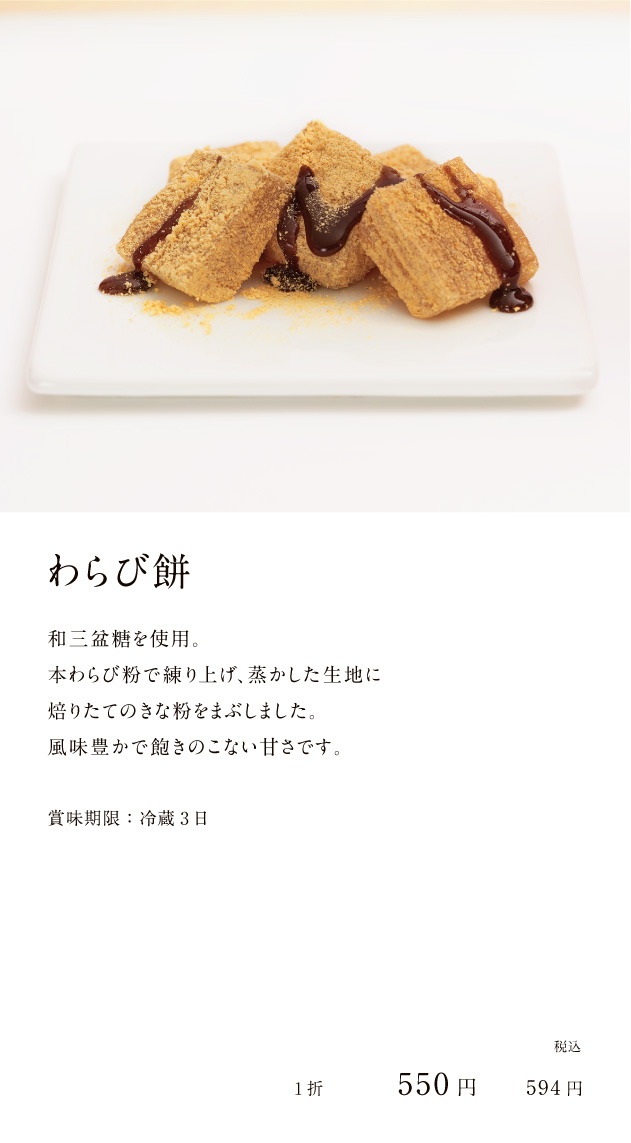 わらび餅
和三盆糖を使用。
本わらび粉で練り上げ、蒸かした生地に
焙りたてのきな粉をまぶしました。
風味豊かで飽きのこない甘さです。
賞味期限：冷蔵3日
税込
1折 550円 594円